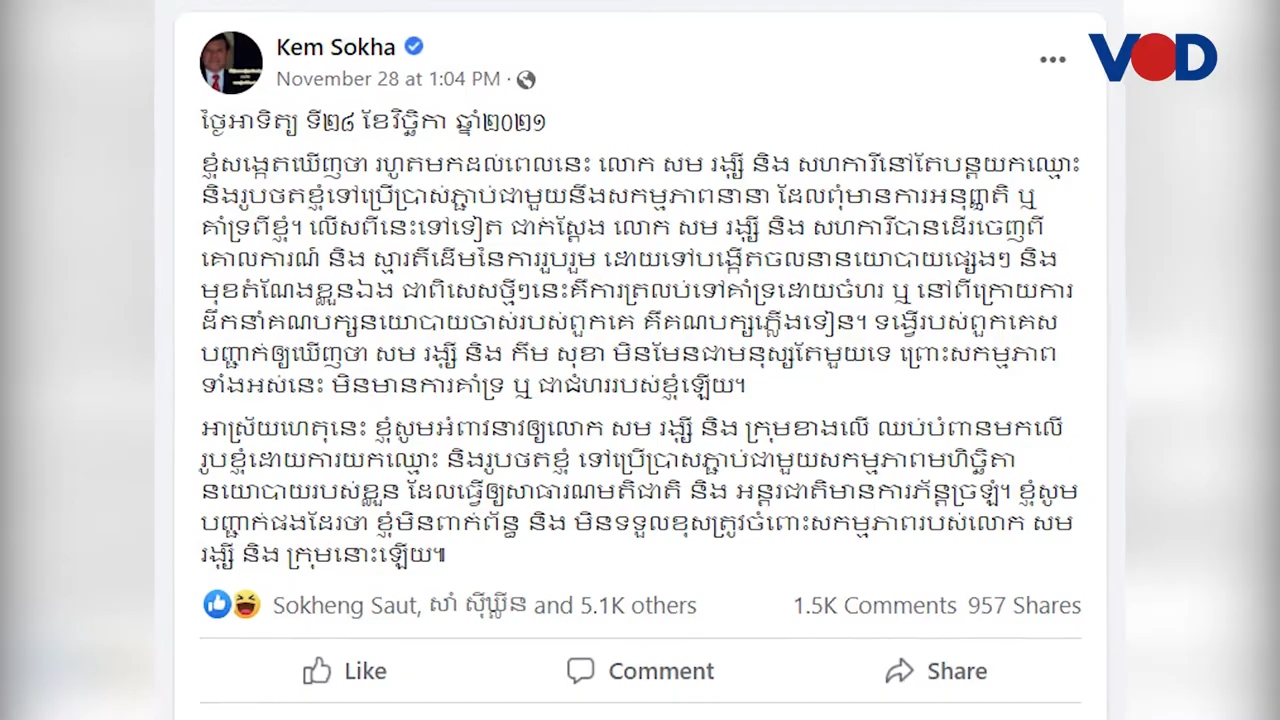 VOD
Kem Sokha
November 28 at 1:04 PM ·
ថ្ងៃអាទិត្យ ទី២៨ ខែវិច្ឆិកា ឆ្នាំ២០២១
ខ្ញុំសង្កេតឃើញថា រហូតមកដល់ពេលនេះ លោក សម រង្ស៊ី និង សហការីនៅតែបន្តយកឈ្មោះ
និងរូបថតខ្ញុំទៅប្រើប្រាស់ភ្ជាប់ជាមួយនឹងសកម្មភាពនានា ដែលពុំមានការអនុញ្ញតិ ឬ
គាំទ្រពីខ្ញុំ។ លើសពីនេះទៅទៀត ជាក់ស្តែង លោក សម រង្ស៊ី និង សហការីបានដើរចេញពី
គោលការណ៍ និង ស្មារតីដើមនៃការរួបរួម ដោយទៅបង្កើតចលនានយោបាយផ្សេងៗ និង
មុខតំណែងខ្លួនឯង ជាពិសេសថ្មីៗនេះគឺការត្រលប់ទៅគាំទ្រដោយចំហរ ឬ នៅពីក្រោយការ
ដឹកនាំគណបក្សនយោបាយចាស់របស់ពួកគេ គឺគណបក្សភ្លើងទៀន។ ទង្វើរបស់ពួកគេស
បញ្ជាក់ឲ្យឃើញថា សម រង្ស៊ី និង កឹម សុខា មិនមែនជាមនុស្សតែមួយទេ ព្រោះសកម្មភាព
ទាំងអស់នេះ មិនមានការគាំទ្រ ឬ ជាជំហររបស់ខ្ញុំឡើយ។
អាស្រ័យហេតុនេះ ខ្ញុំសូមអំពាវនាវឲ្យលោក សម រង្ស៊ី និង ក្រុមខាងលើ ឈប់បំពានមកលើ
រូបខ្ញុំដោយការយកឈ្មោះ និងរូបថតខ្ញុំ ទៅប្រើប្រាសភ្ជាប់ជាមួយសកម្មភាពមហិច្ឆិតា
នយោបាយរបស់ខ្លួន ដែលធ្វើឲ្យសាធារណមតិជាតិ និង អន្តរជាតិមានការភ័ន្តច្រឡំ។ ខ្ញុំសូម
បញ្ជាក់ផងដែរថា ខ្ញុំមិនពាក់ព័ន្ធ និង មិនទទួលខុសត្រូវចំពោះសកម្មភាពរបស់លោក សម
រង្ស៊ី និង ក្រុមនោះឡើយ៕
Sokheng Saut, សាំ ស៊ីឃ្លីន and 5.1K others 1.5K Comments 957 Shares
Like Comment Share